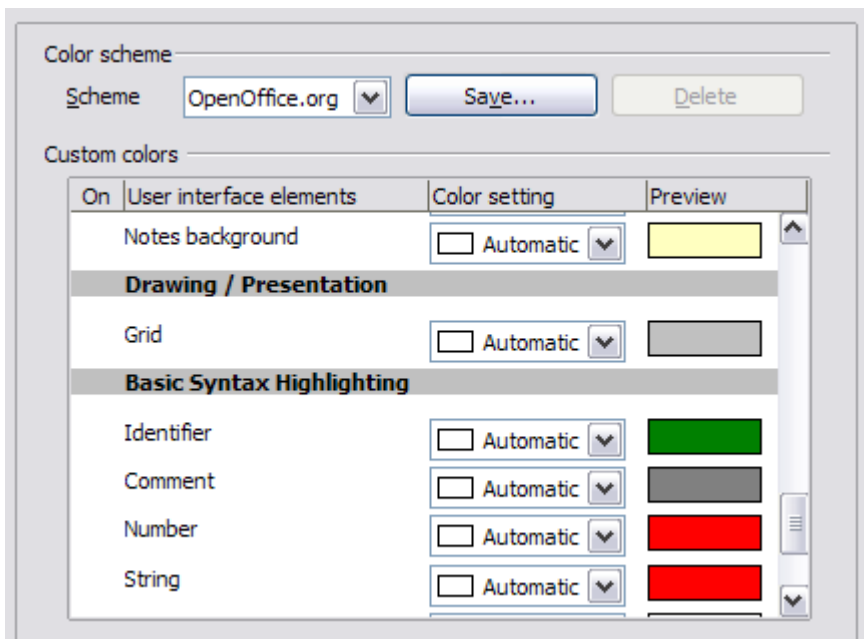 Color scheme
Scheme OpenOffice.org Save... Delete
Custom colors
On User interface elements Color setting Preview
Notes background Automatic
Drawing / Presentation
Grid Automatic
Basic Syntax Highlighting
Identifier Automatic
Comment Automatic
Number Automatic
String Automatic